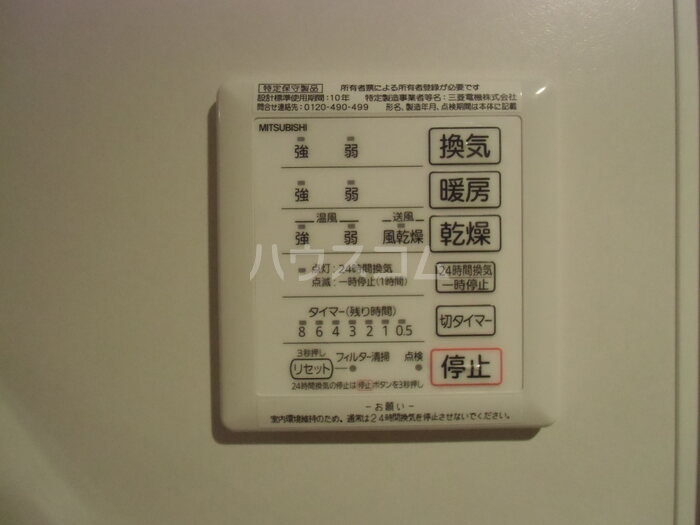 特定保守製品 所有者票による所有者登録が必要です
設計標準使用期間:10年 特定製造事業者等名:三菱電機株式会社
問合せ連絡先:0120-490-499 形名、製造年月、点検期間は本体に記載
MITSUBISHI
強 弱 換気
強 弱 暖房
温風 送風
強 弱 風乾燥 乾燥
ハウスコム
点灯:24時間換気
点滅:一時停止(1時間)
24時間換気
一時停止
タイマー(残り時間)
8 6 4 3 2 1 0.5
切タイマー
3秒押し
リセット フィルター清掃 点検
停止
24時間換気の停止は停止ボタンを3秒押し
-お願い-
室内環境維持のため、通常は24時間換気を停止させないでください。